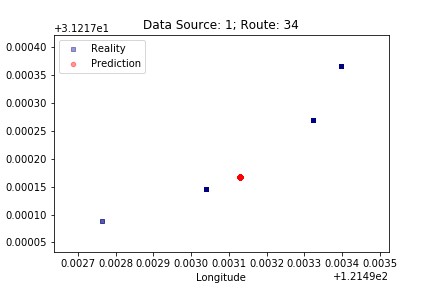 Data Source: 1; Route: 34
+3.1217e1
Reality
Prediction
0.00040
0.00035
0.00030
0.00025
0.00020
0.00015
0.00010
0.00005
0.0027 0.0028 0.0029 0.0030 0.0031 0.0032 0.0033 0.0034 0.0035
Longitude
+1.2149e2